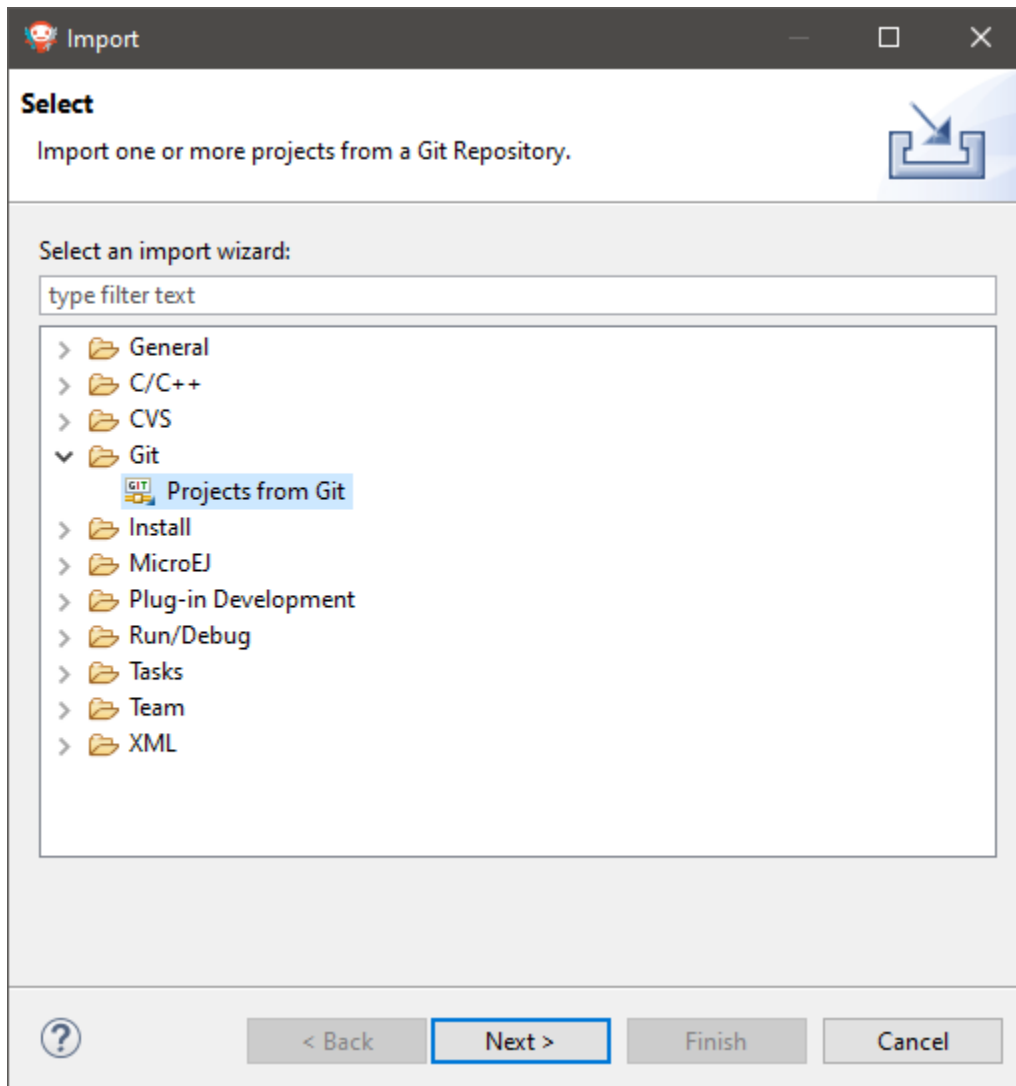 Import
Select
Import one or more projects from a Git Repository.
Select an import wizard:
type filter text
General
C/C++
CVS
Git
GIT Projects from Git
Install
MicroEJ
Plug-in Development
Run/Debug
Tasks
Team
XML
? < Back Next > Finish Cancel